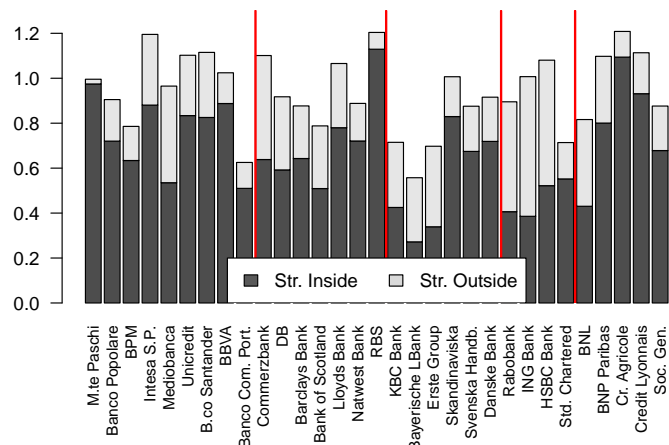 1.2
1.0
0.8
0.6
0.4
0.2
0.0
Str. Inside
Str. Outside
M.te Paschi
Banco Popolare
BPM
Intesa S.P.
Mediobanca
Unicredit
B.co Santander
BBVA
Banco Com. Port.
Commerzbank
DB
Barclays Bank
Bank of Scotland
Lloyds Bank
Natwest Bank
RBS
KBC Bank
Bayerische LBank
Erste Group
Skandinaviska
Svenska Handb.
Danske Bank
Rabobank
ING Bank
HSBC Bank
Std. Chartered
BNL
BNP Paribas
Cr. Agricole
Credit Lyonnais
Soc. Gen.